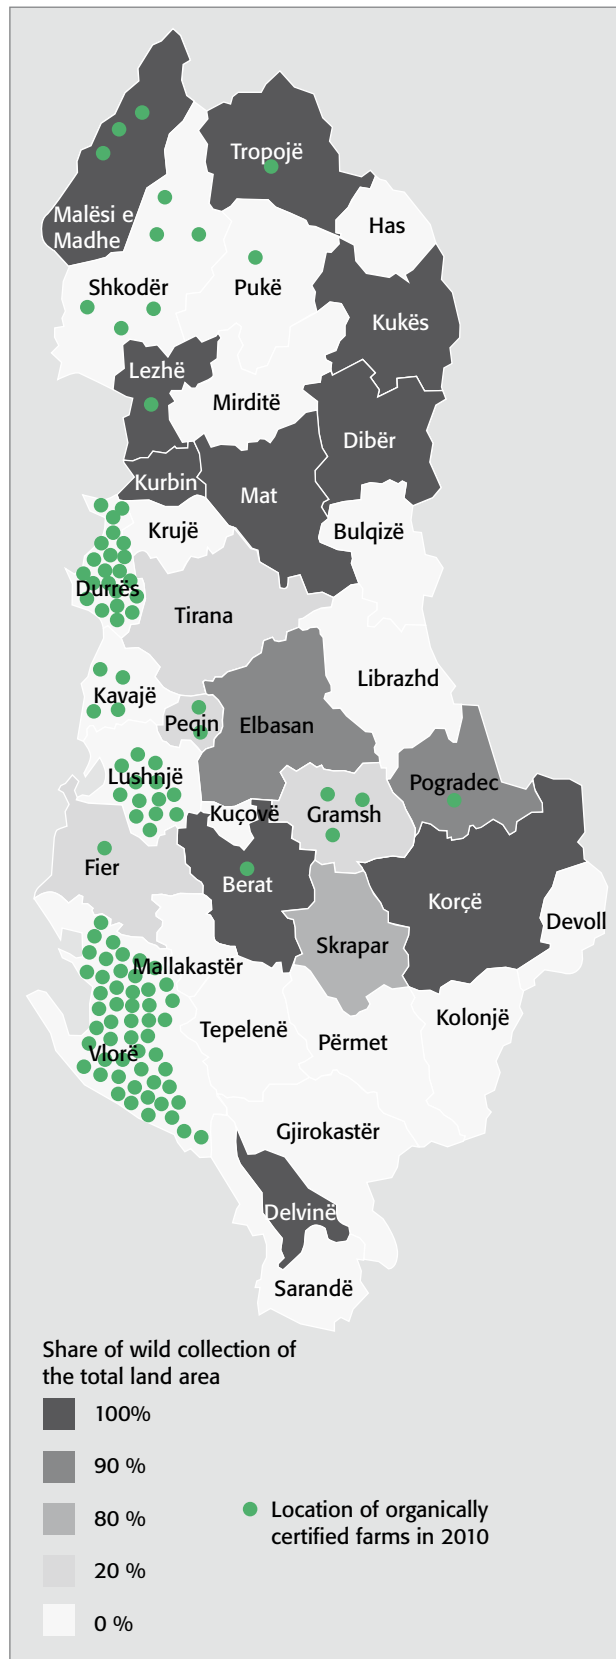 Tropojë
Malësi e
Madhe
Has
Shkodër
Pukë
Kukës
Lezhë
Mirditë
Dibër
Kurbin
Mat
Krujë
Bulqizë
Durrës
Tirana
Librazhd
Kavajë
Peqin
Elbasan
Lushnjë
Pogradec
Kuçovë
Gramsh
Fier
Berat
Korçë
Devoll
Skrapar
Mallakastër
Kolonjë
Tepelenë
Përmet
Vlorë
Gjirokastër
Delvinë
Sarandë
Share of wild collection of
the total land area
100%
90 %
80 %
20 %
0 %
Location of organically
certified farms in 2010